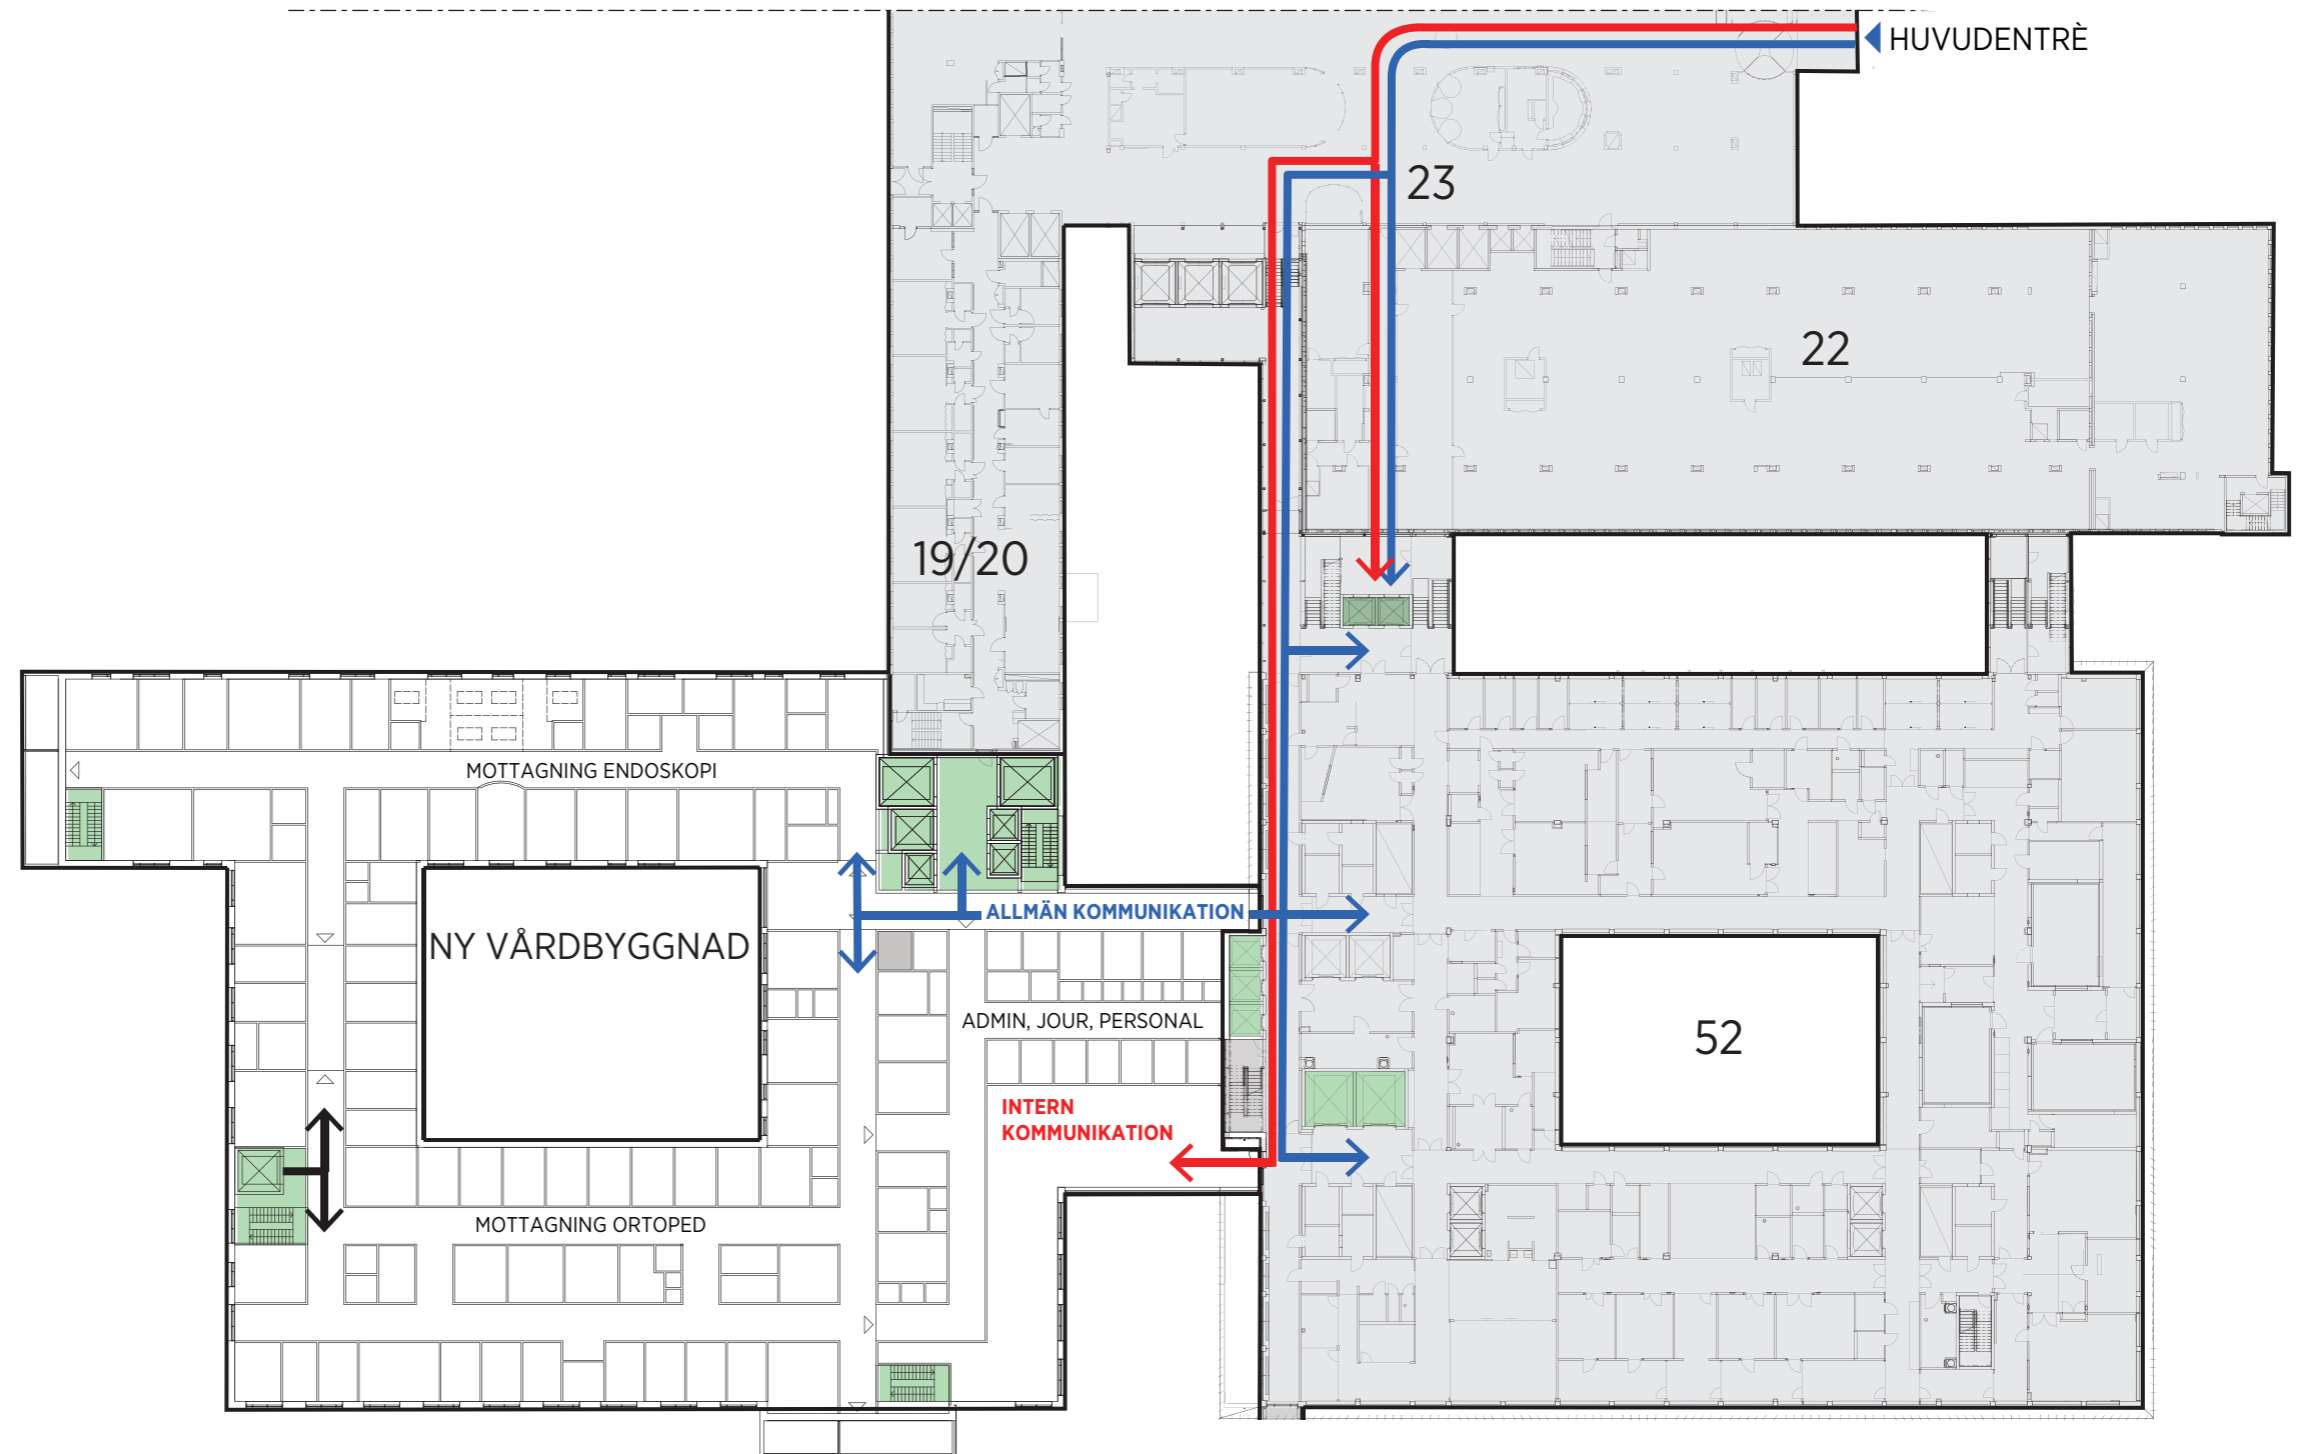 HUVUDENTRÈ
23
22
19/20
MOTTAGNING ENDOSKOPI
ALLMÄN KOMMUNIKATION
NY VÅRDBYGGNAD
ADMIN, JOUR, PERSONAL
52
INTERN
KOMMUNIKATION
MOTTAGNING ORTOPED